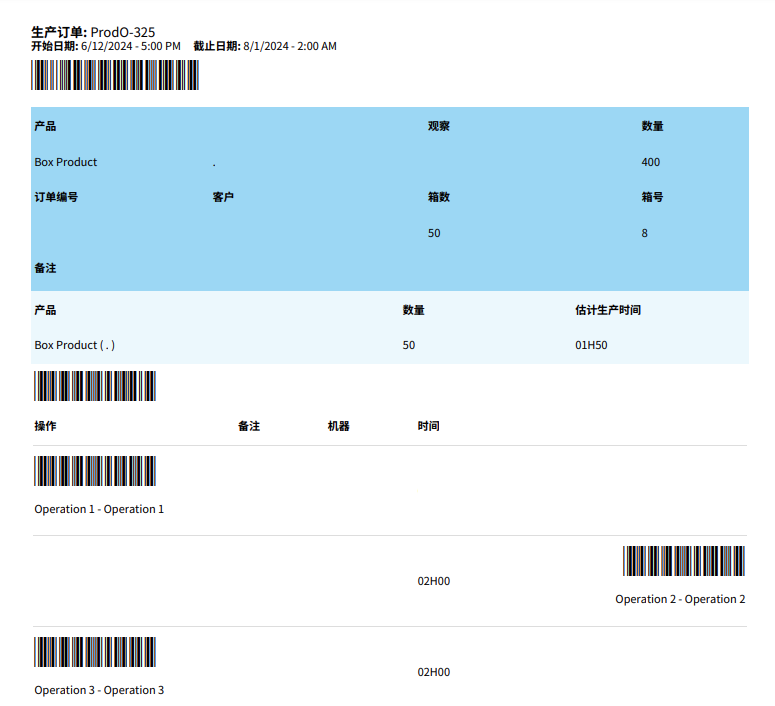 生产订单: ProdO-325
开始日期: 6/12/2024 - 5:00 PM 截止日期: 8/1/2024 - 2:00 AM
产品 观察 数量
Box Product . 400
订单编号 客户 箱数 箱号
50 8
备注
产品 数量 估计生产时间
Box Product ( . ) 50 01H50
操作 备注 机器 时间
Operation 1 - Operation 1
02H00
Operation 2 - Operation 2
02H00
Operation 3 - Operation 3